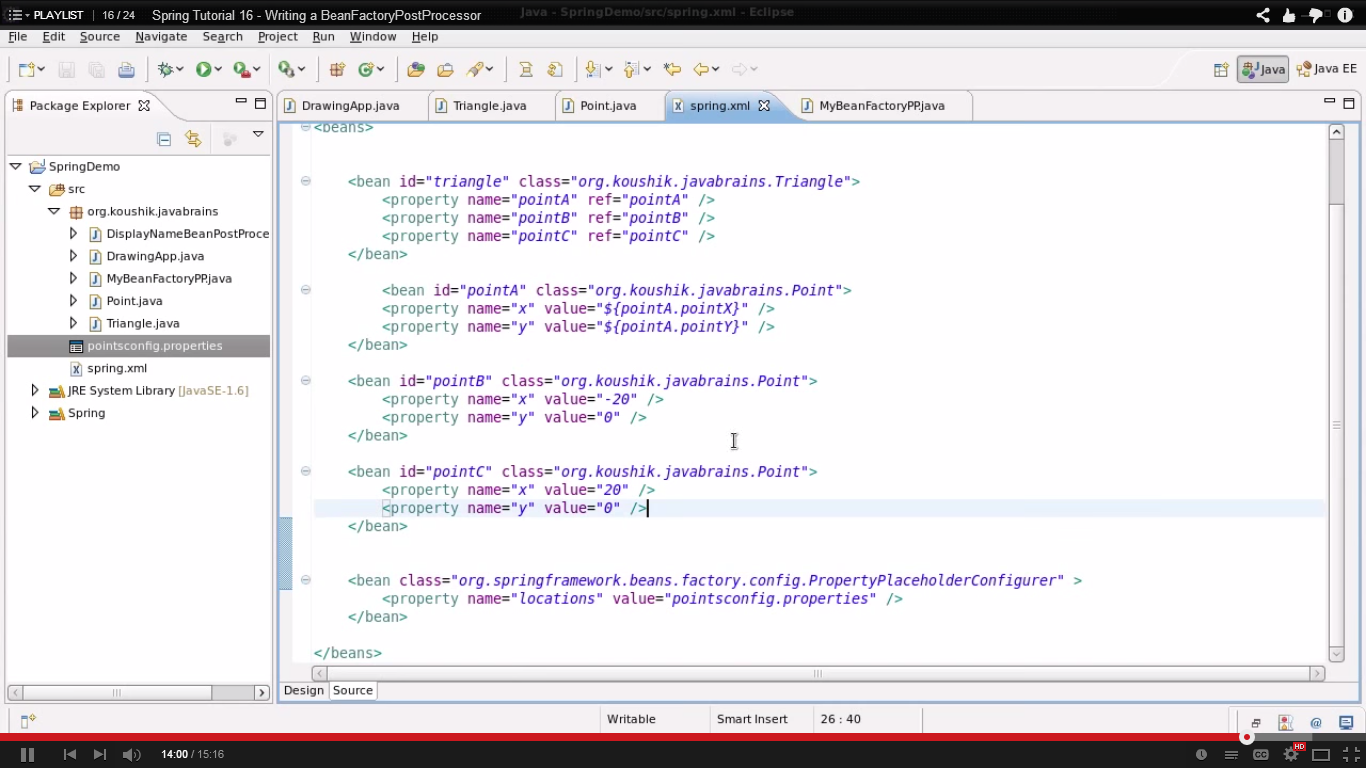 PLAYLIST 16 / 24 Spring Tutorial 16 - Writing a BeanFactoryPostProcessor
Java - SpringDemo/src/spring.xml - Eclipse
File Edit Source Navigate Search Project Run Window Help
Java Java EE
Package Explorer
DrawingApp.java Triangle.java Point.java spring.xml MyBeanFactoryPP.java
SpringDemo
src
org.koushik.javabrains
DisplayNameBeanPostProce
DrawingApp.java
MyBeanFactoryPP.java
Point.java
Triangle.java
pointsconfig.properties
spring.xml
JRE System Library [JavaSE-1.6]
Spring
<beans>
<bean id="triangle" class="org.koushik.javabrains.Triangle">
<property name="pointA" ref="pointA" />
<property name="pointB" ref="pointB" />
<property name="pointC" ref="pointC" />
</bean>
<bean id="pointA" class="org.koushik.javabrains.Point">
<property name="x" value="${pointA.pointX}" />
<property name="y" value="${pointA.pointY}" />
</bean>
<bean id="pointB" class="org.koushik.javabrains.Point">
<property name="x" value="-20" />
<property name="y" value="0" />
</bean>
<bean id="pointC" class="org.koushik.javabrains.Point">
<property name="x" value="20" />
<property name="y" value="0" />
</bean>
<bean class="org.springframework.beans.factory.config.PropertyPlaceholderConfigurer" >
<property name="locations" value="pointsconfig.properties" />
</bean>
</beans>
Design Source
Writable Smart Insert 26 : 40
14:00 / 15:16
CC HD